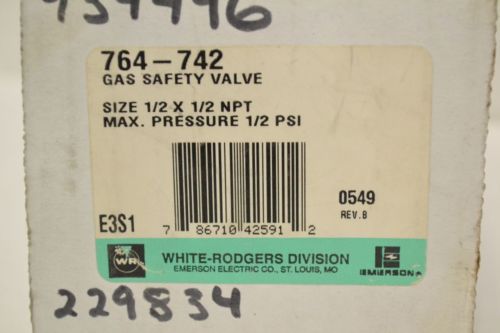 764-742
GAS SAFETY VALVE
SIZE 1/2 X 1/2 NPT
MAX. PRESSURE 1/2 PSI
0549
REV. B
E3S1
7 86710 42591 2
WR
WHITE-RODGERS DIVISION
EMERSON ELECTRIC CO., ST. LOUIS, MO
EMERSON
229834